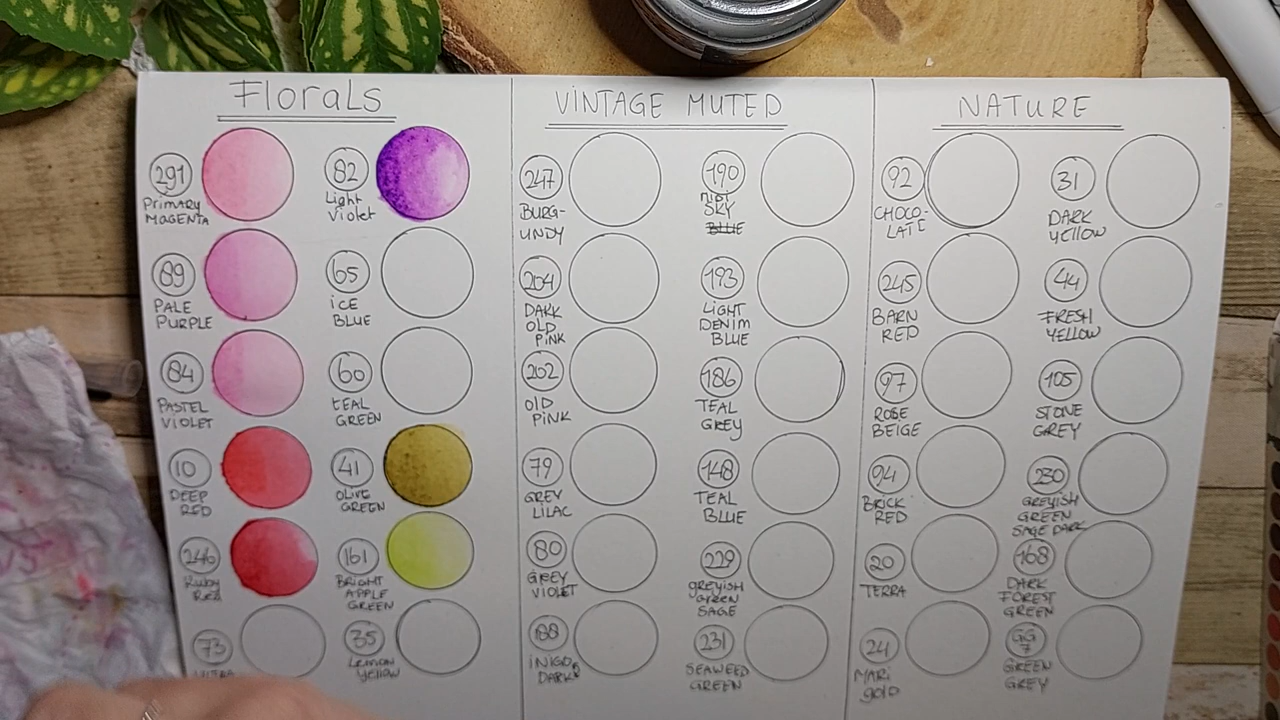 Florals
291
PRIMARY
MAGENTA
89
PALE
PURPLE
84
PASTEL
VIOLET
10
DEEP
RED
246
Ruby
Red
73
82
Light
Violet
65
iCE
BLUE
60
tEAL
GREEN
41
OLIVE
GREEN
161
BRIGHT
APPLE
GREEN
35
Lemon
yellow
VINTAGE MUTED
247
BURG-
UNDY
204
DARK
OLD
PINK
202
OlD
PINK
79
GREY
LiLAC
80
GREY
VIOLET
88
iNIGO
DARK
190
SKY
BLUE
193
LIGHT
DENIM
BLUE
186
TEAL
GREY
148
TEAL
BLUE
229
greyish
green
SAGE
231
SEAWEED
GREEN
NATURE
92
CHOCO-
LATE
245
BARN
RED
97
ROSE
BEIGE
94
BRICK
RED
20
TERRA
24
MARi
gold
31
DARK
YELLOW
44
FRESH
YELLOW
105
STONE
GREY
230
GREYISH
GREEN
SAGE DARK
168
DARK
FOREST
GREEN
GG
7
GREEN
GREY